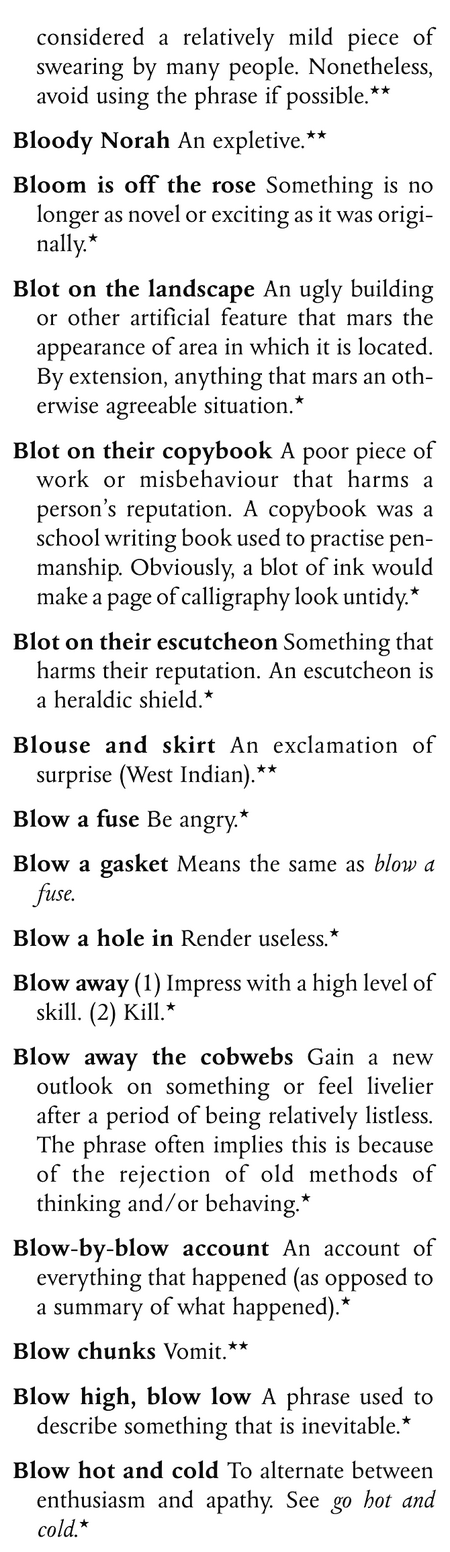 considered a relatively mild piece of
swearing by many people. Nonetheless,
avoid using the phrase if possible.★★
Bloody Norah An expletive.★★
Bloom is off the rose Something is no
longer as novel or exciting as it was origi-
nally.★
Blot on the landscape An ugly building
or other artificial feature that mars the
appearance of area in which it is located.
By extension, anything that mars an oth-
erwise agreeable situation.★
Blot on their copybook A poor piece of
work or misbehaviour that harms a
person’s reputation. A copybook was a
school writing book used to practise pen-
manship. Obviously, a blot of ink would
make a page of calligraphy look untidy.★
Blot on their escutcheon Something that
harms their reputation. An escutcheon is
a heraldic shield.★
Blouse and skirt An exclamation of
surprise (West Indian).★★
Blow a fuse Be angry.★
Blow a gasket Means the same as blow a
fuse.
Blow a hole in Render useless.★
Blow away (1) Impress with a high level of
skill. (2) Kill.★
Blow away the cobwebs Gain a new
outlook on something or feel livelier
after a period of being relatively listless.
The phrase often implies this is because
of the rejection of old methods of
thinking and/or behaving.★
Blow-by-blow account An account of
everything that happened (as opposed to
a summary of what happened).★
Blow chunks Vomit.★★
Blow high, blow low A phrase used to
describe something that is inevitable.★
Blow hot and cold To alternate between
enthusiasm and apathy. See go hot and
cold.★